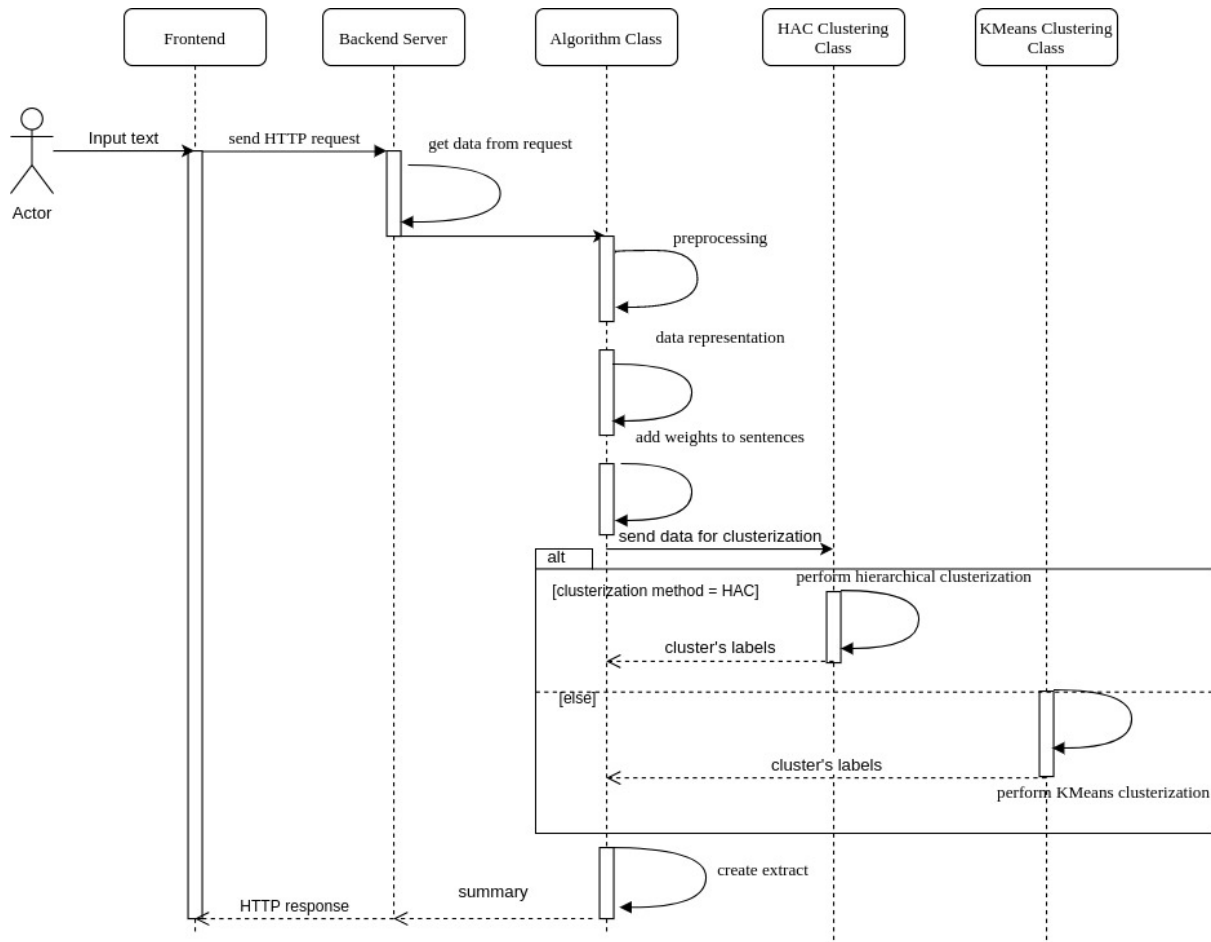 Frontend
Backend Server
Algorithm Class
HAC Clustering
Class
KMeans Clustering
Class
Input text
send HTTP request
get data from request
Actor
preprocessing
data representation
add weights to sentences
send data for clusterization
alt
perform hierarchical clusterization
[clusterization method = HAC]
cluster's labels
[else]
cluster's labels
perform KMeans clusterization
create extract
summary
HTTP response